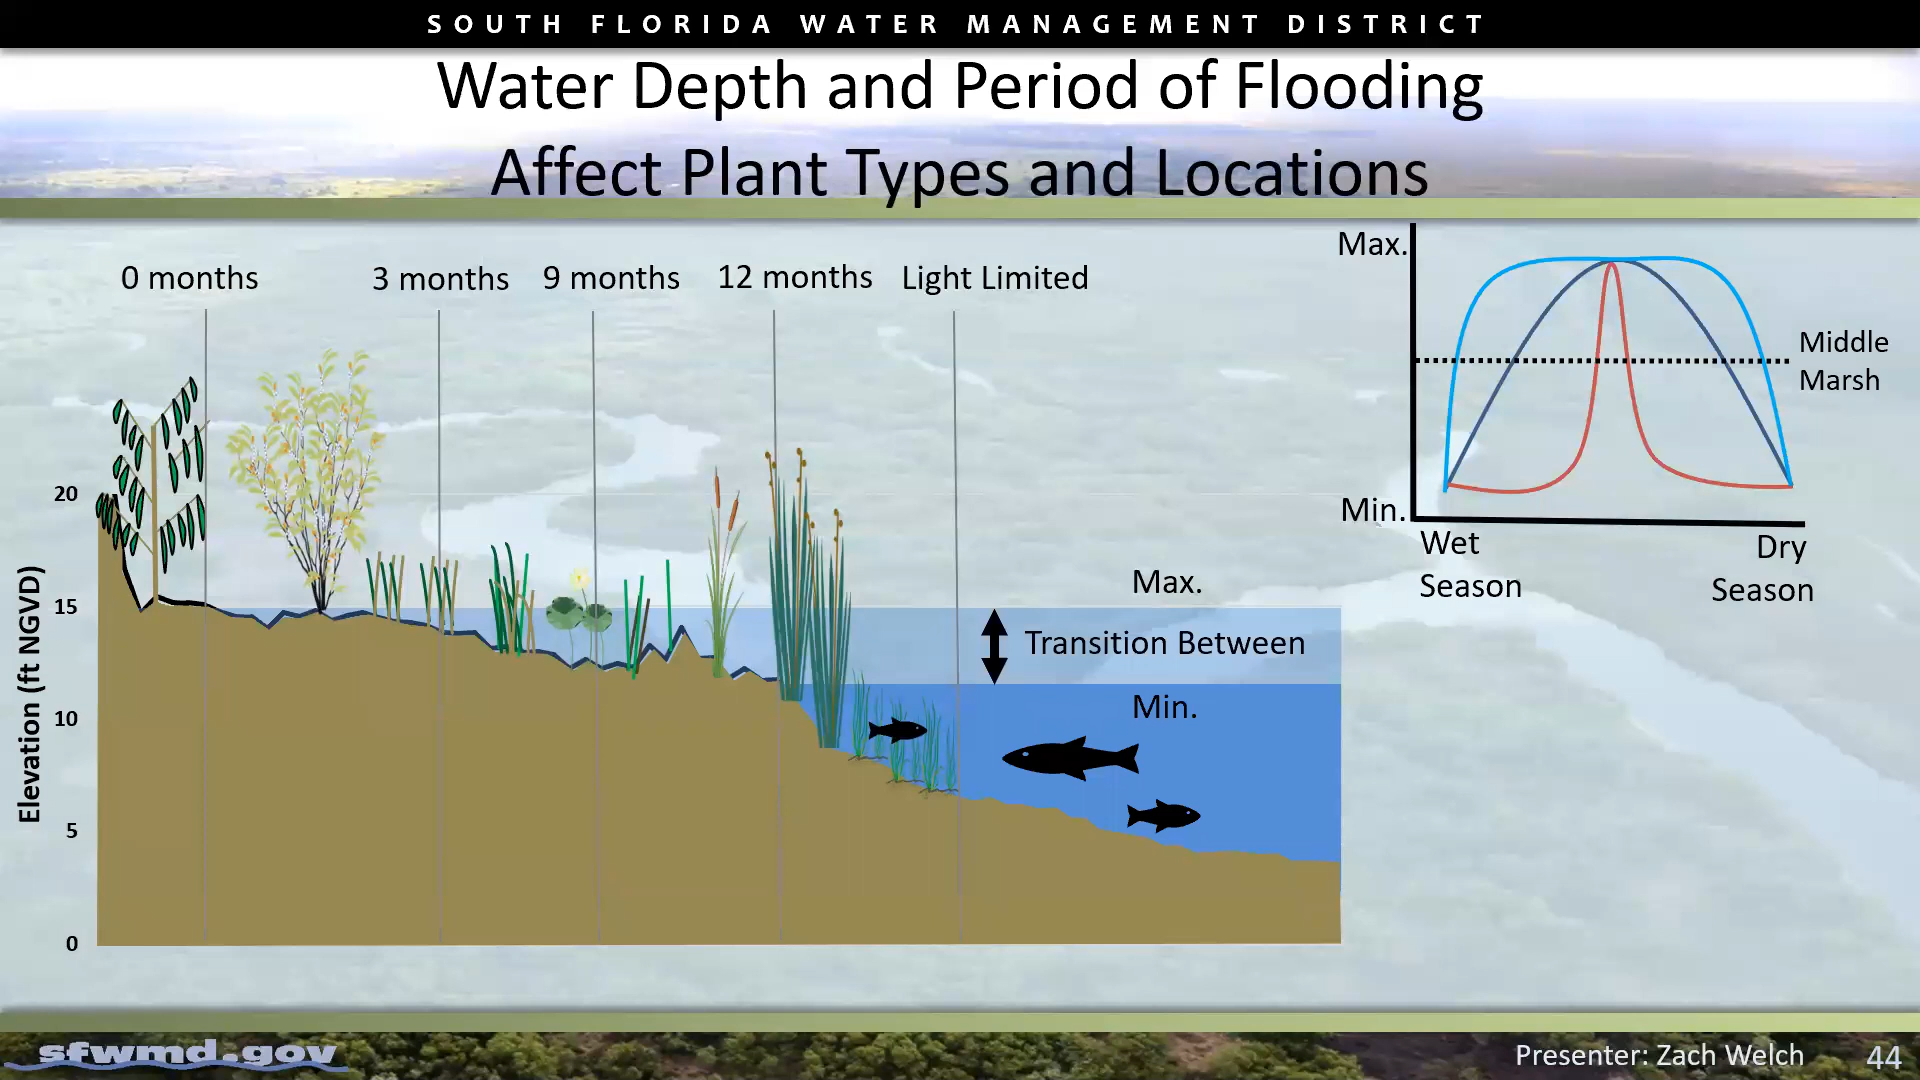 SOUTH FLORIDA WATER MANAGEMENT DISTRICT
Water Depth and Period of Flooding
Affect Plant Types and Locations
0 months
3 months
9 months
12 months
Light Limited
Elevation (ft NGVD)
20
15
10
5
0
Max.
Transition Between
Min.
Max.
Middle
Marsh
Min.
Wet
Season
Dry
Season
sfwmd.gov
Presenter: Zach Welch
44